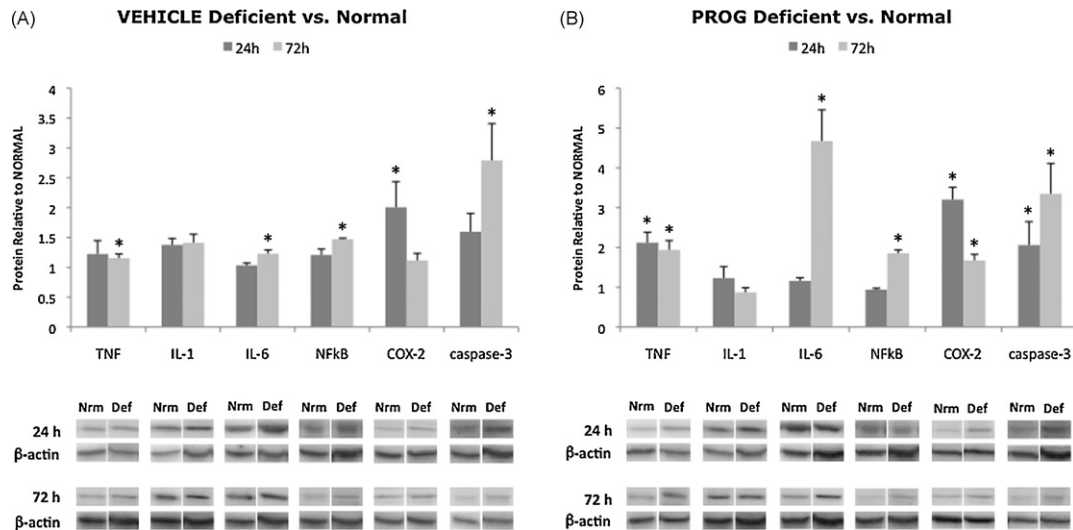 (A) VEHICLE Deficient vs. Normal
24h 72h
Protein Relative to NORMAL
4
3.5
3
2.5
2
1.5
1
0.5
0
* * * * *
TNF IL-1 IL-6 NFkB COX-2 caspase-3
Nrm Def Nrm Def Nrm Def Nrm Def Nrm Def Nrm Def
24 h
β-actin
72 h
β-actin
(B) PROG Deficient vs. Normal
24h 72h
Protein Relative to NORMAL
6
5
4
3
2
1
0
* * * * * * * *
TNF IL-1 IL-6 NFkB COX-2 caspase-3
Nrm Def Nrm Def Nrm Def Nrm Def Nrm Def Nrm Def
24 h
β-actin
72 h
β-actin